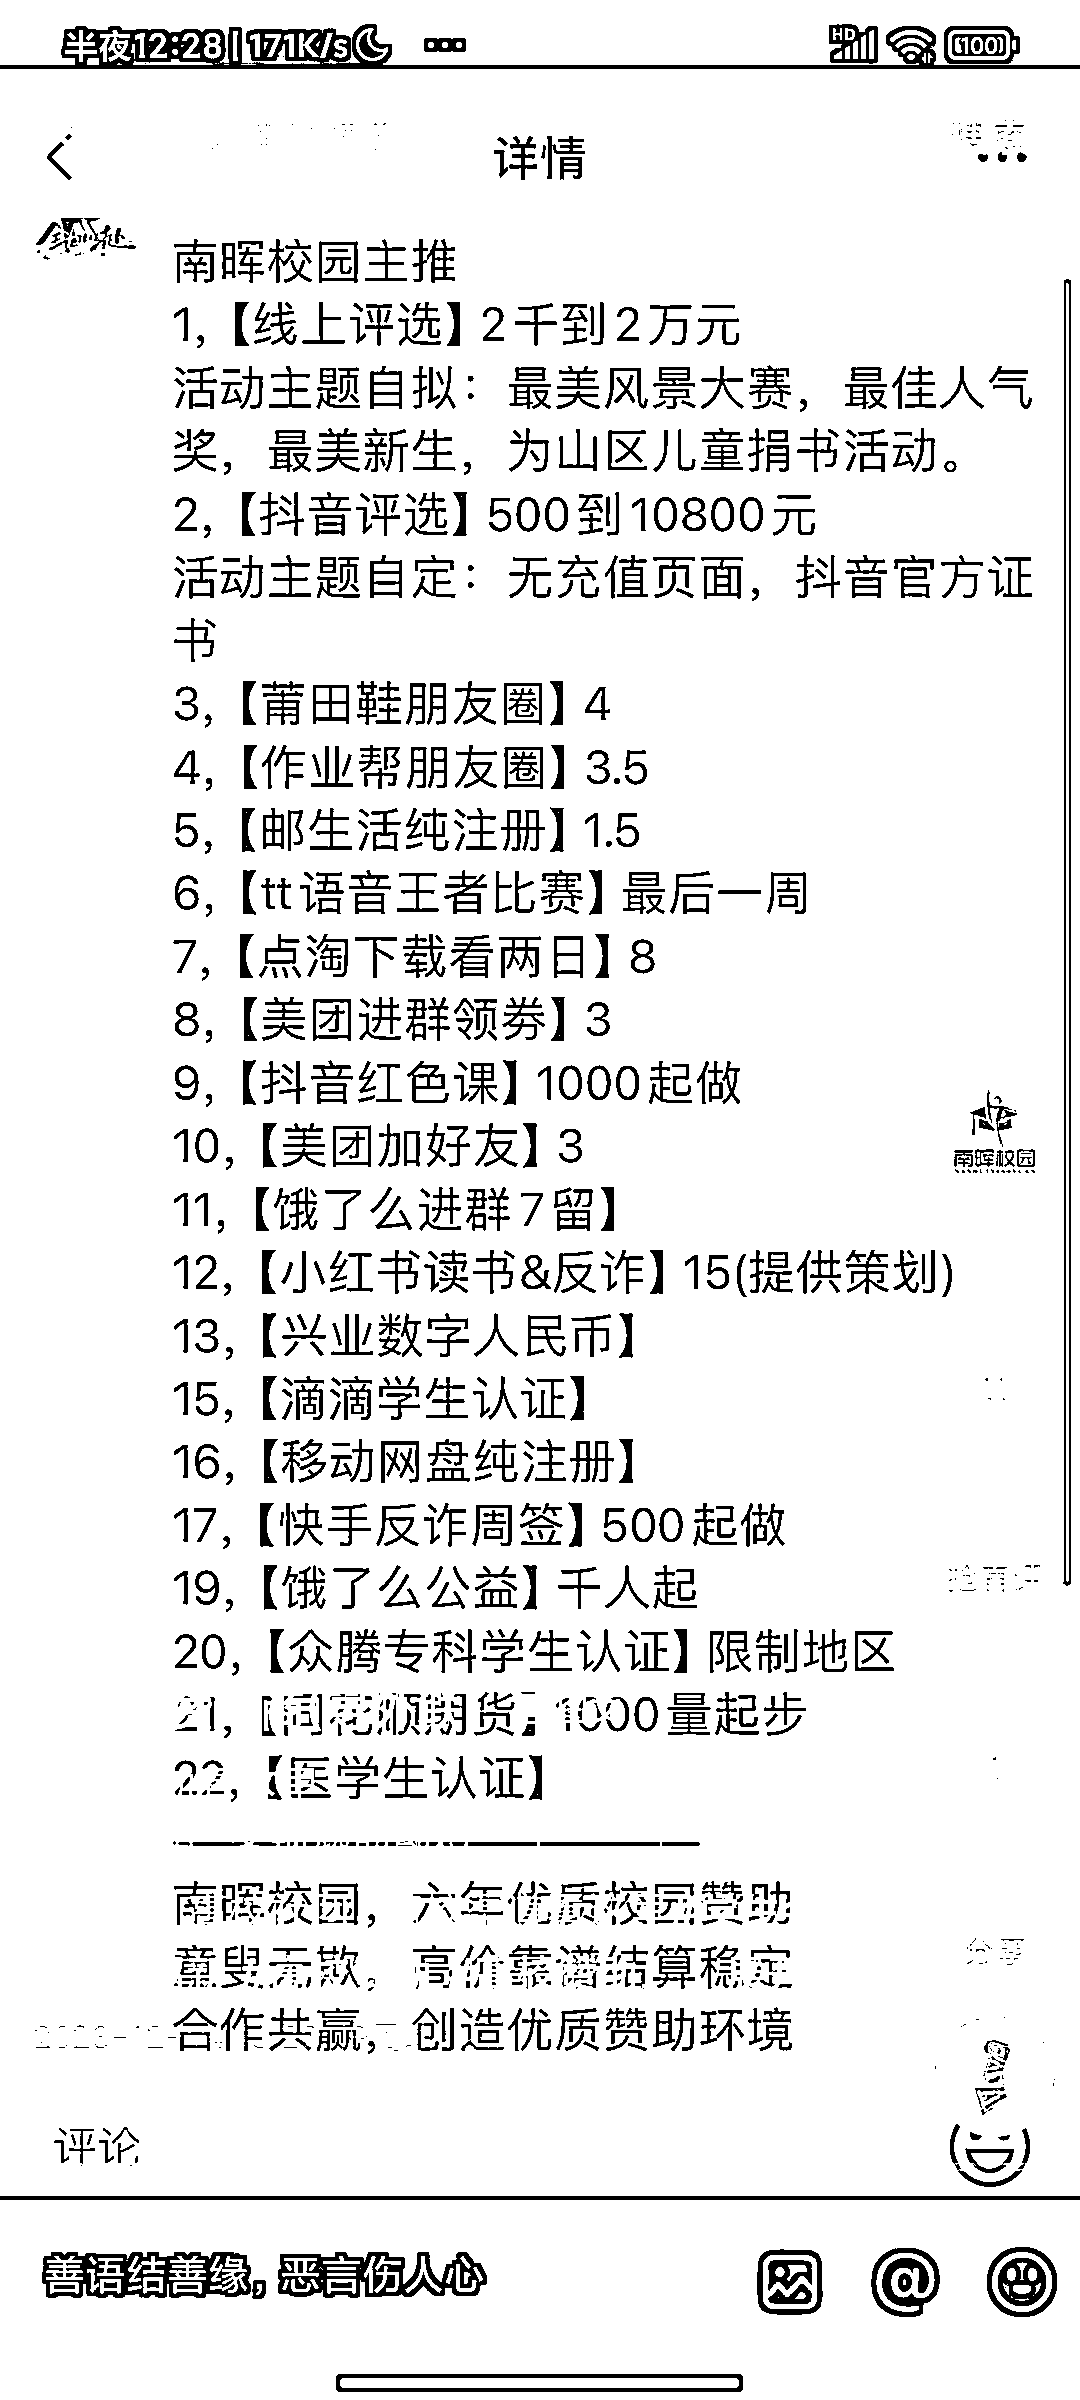 半夜12:28 | 171K/s
HD
100
详情
南晖校园主推
1,【线上评选】2千到2万元
活动主题自拟：最美风景大赛，最佳人气
奖，最美新生，为山区儿童捐书活动。
2,【抖音评选】500到10800元
活动主题自定：无充值页面，抖音官方证
书
3,【莆田鞋朋友圈】4
4,【作业帮朋友圈】3.5
5,【邮生活纯注册】1.5
6,【tt语音王者比赛】最后一周
7,【点淘下载看两日】8
8,【美团进群领券】3
9,【抖音红色课】1000起做
10,【美团加好友】3
南晖校园
11,【饿了么进群7留】
12,【小红书读书&反诈】15(提供策划)
13,【兴业数字人民币】
15,【滴滴学生认证】
16,【移动网盘纯注册】
17,【快手反诈周签】500起做
19,【饿了么公益】千人起
20,【众腾专科学生认证】限制地区
21,【同花顺期货】1000量起步
22,【医学生认证】
南晖校园，六年优质校园赞助
童叟无欺，高价靠谱结算稳定
分享
合作共赢，创造优质赞助环境
评论
善语结善缘，恶言伤人心